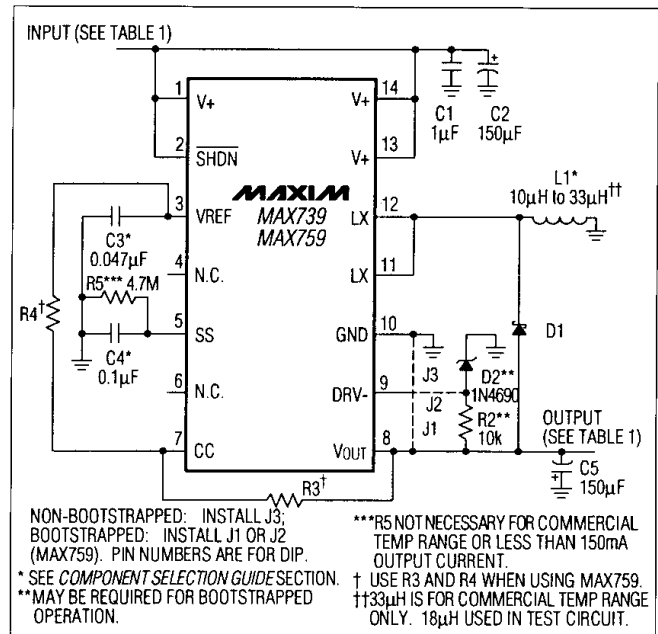 INPUT (SEE TABLE 1)
1
V+
14
V+
C1
1µF
+
C2
150µF
2
SHDN
13
V+
MAXIM
MAX739
MAX759
L1*
10µH to 33µH††
3
VREF
12
LX
C3*
0.047µF
4
N.C.
11
LX
R5*** 4.7M
R4†
5
SS
10
GND
D1
C4*
0.1µF
J3
D2**
1N4690
6
N.C.
9
DRV-
J2
R2**
10k
J1
OUTPUT
(SEE TABLE 1)
7
CC
8
VOUT
C5
150µF
+
R3†
NON-BOOTSTRAPPED: INSTALL J3;
BOOTSTRAPPED: INSTALL J1 OR J2
(MAX759). PIN NUMBERS ARE FOR DIP.
* SEE COMPONENT SELECTION GUIDE SECTION.
**MAY BE REQUIRED FOR BOOTSTRAPPED
OPERATION.
***R5 NOT NECESSARY FOR COMMERCIAL
TEMP RANGE OR LESS THAN 150mA
OUTPUT CURRENT.
† USE R3 AND R4 WHEN USING MAX759.
††33µH IS FOR COMMERCIAL TEMP RANGE
ONLY. 18µH USED IN TEST CIRCUIT.